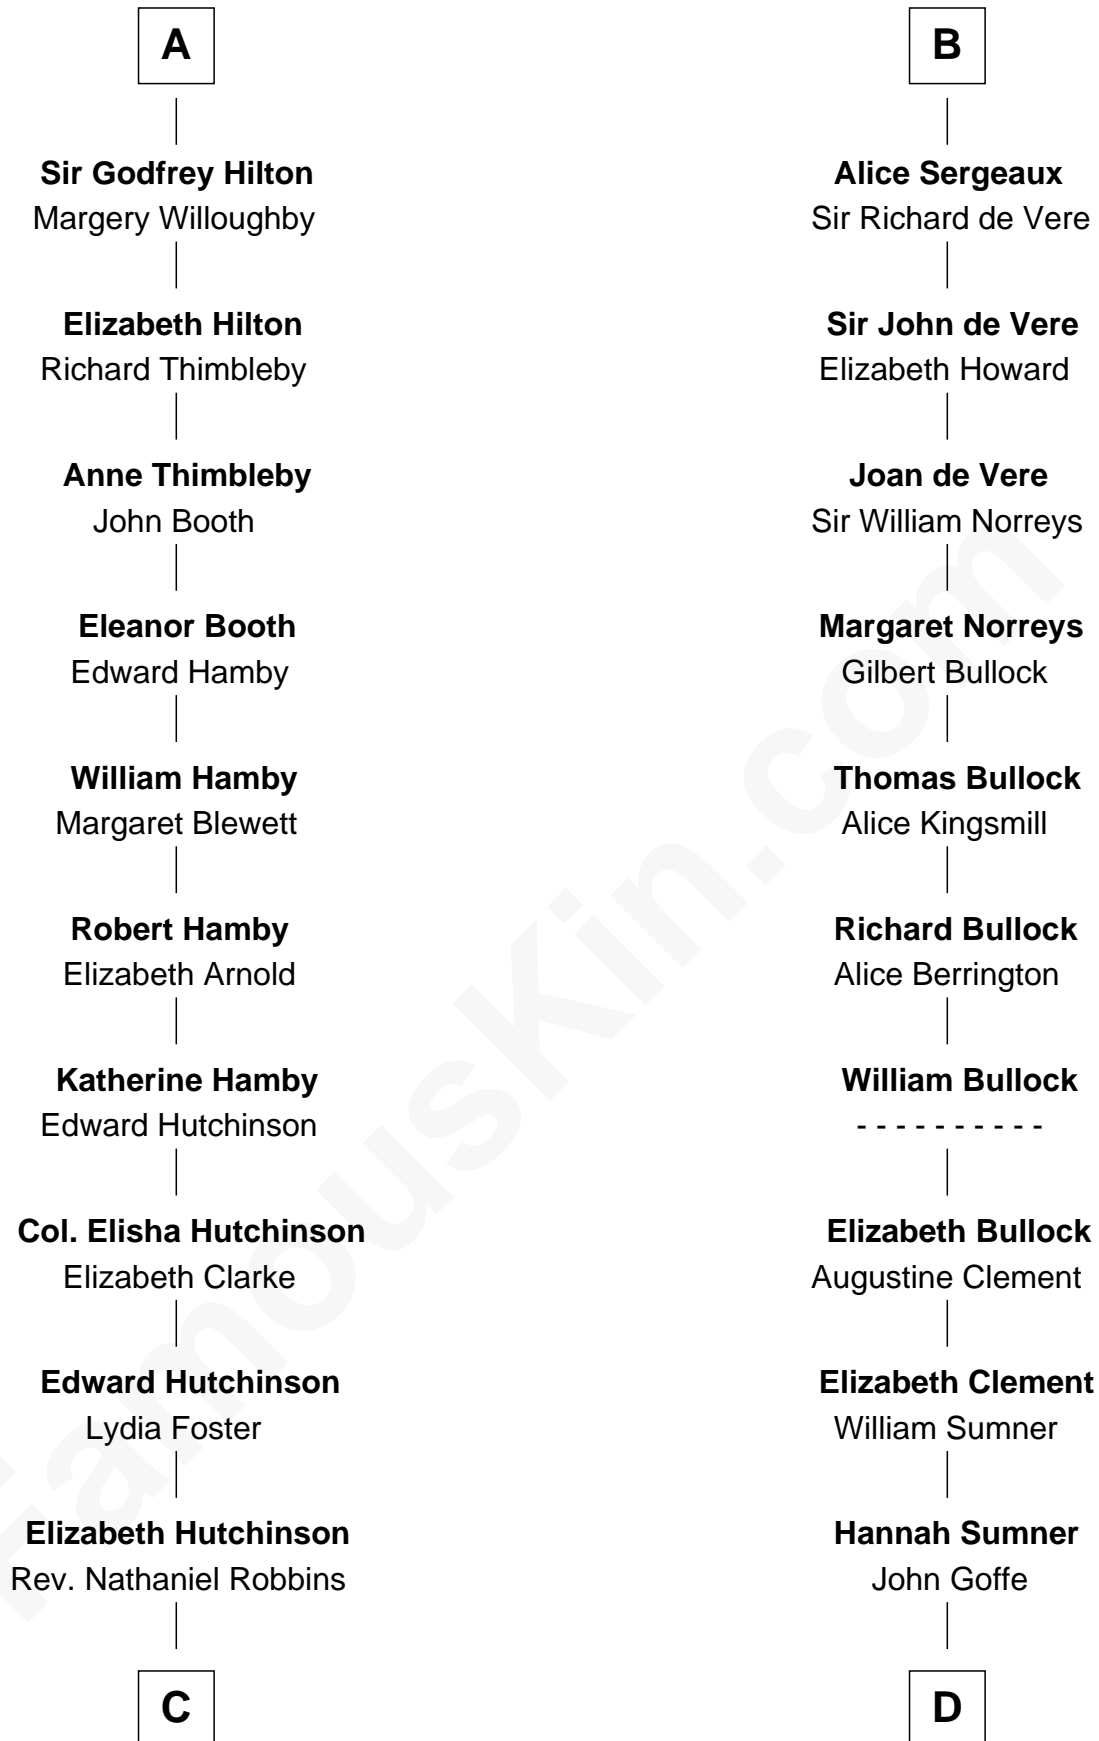 A
Sir Godfrey Hilton
Margery Willoughby
Elizabeth Hilton
Richard Thimbleby
Anne Thimbleby
John Booth
Eleanor Booth
Edward Hamby
William Hamby
Margaret Blewett
Robert Hamby
Elizabeth Arnold
Katherine Hamby
Edward Hutchinson
Col. Elisha Hutchinson
Elizabeth Clarke
Edward Hutchinson
Lydia Foster
Elizabeth Hutchinson
Rev. Nathaniel Robbins
C
B
Alice Sergeaux
Sir Richard de Vere
Sir John de Vere
Elizabeth Howard
Joan de Vere
Sir William Norreys
Margaret Norreys
Gilbert Bullock
Thomas Bullock
Alice Kingsmill
Richard Bullock
Alice Berrington
William Bullock
- - - - - - - - - -
Elizabeth Bullock
Augustine Clement
Elizabeth Clement
William Sumner
Hannah Sumner
John Goffe
D
FamousKin.com